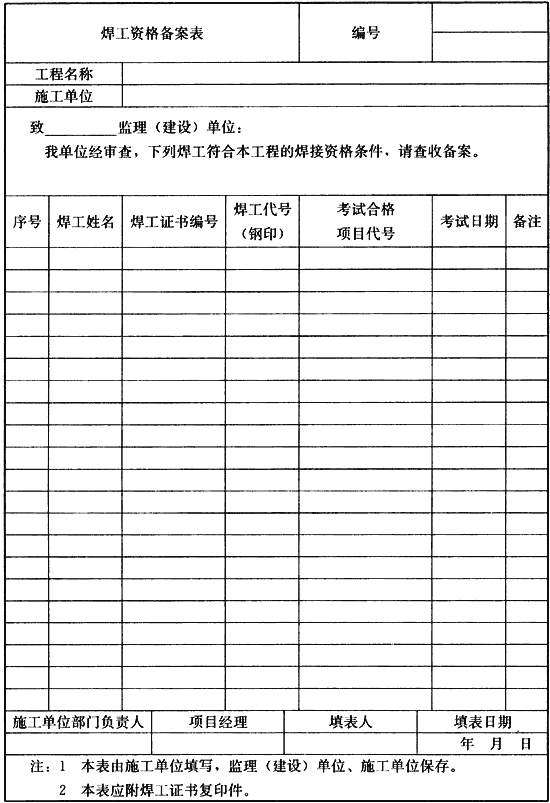 焊工资格备案表 编号
工程名称
施工单位
致________监理（建设）单位：
我单位经审查，下列焊工符合本工程的焊接资格条件，请查收备案。
序号 焊工姓名 焊工证书编号 焊工代号（钢印） 考试合格项目代号 考试日期 备注
施工单位部门负责人 项目经理 填表人 填表日期
年 月 日
注：1 本表由施工单位填写，监理（建设）单位、施工单位保存。
2 本表应附焊工证书复印件。